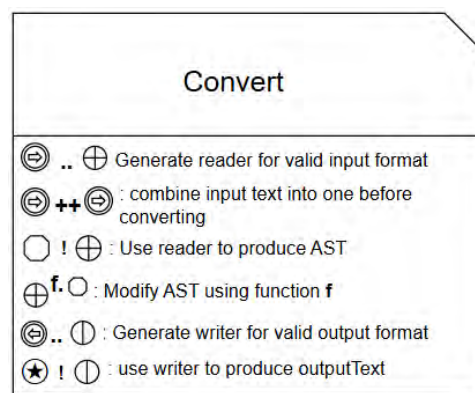 Convert
.. Generate reader for valid input format
++ : combine input text into one before
converting
! : Use reader to produce AST
f. : Modify AST using function f
.. : Generate writer for valid output format
! : use writer to produce outputText